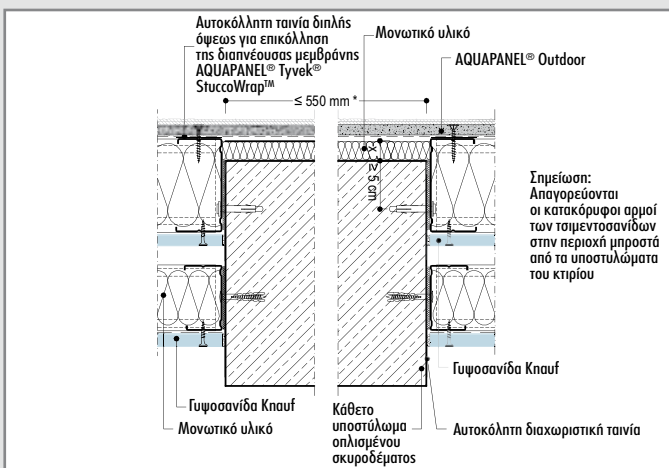 Αυτοκόλλητη ταινία διπλής
όψεως για επικόλληση
της διαπνέουσας μεμβράνης
AQUAPANEL® Tyvek®
StuccoWrap™
Μονωτικό υλικό
AQUAPANEL® Outdoor
≤ 550 mm *
x ≥ 5 cm
Σημείωση:
Απαγορεύονται
οι κατακόρυφοι αρμοί
των τσιμεντοσανίδων
στην περιοχή μπροστά
από τα υποστυλώματα
του κτιρίου
Γυψοσανίδα Knauf
Γυψοσανίδα Knauf
Μονωτικό υλικό
Κάθετο
υποστύλωμα
οπλισμένου
σκυροδέματος
Αυτοκόλητη διαχωριστική ταινία